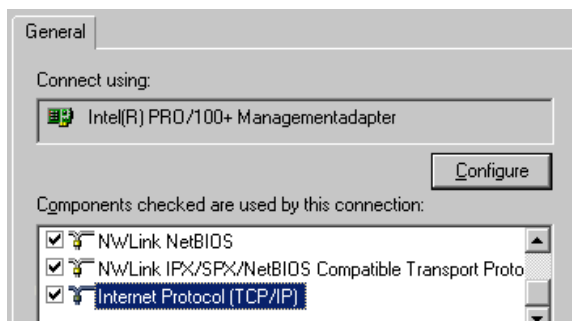 General
Connect using:
Intel(R) PRO/100+ Managementadapter
Configure
Components checked are used by this connection:
NWLink NetBIOS
NWLink IPX/SPX/NetBIOS Compatible Transport Proto
Internet Protocol (TCP/IP)